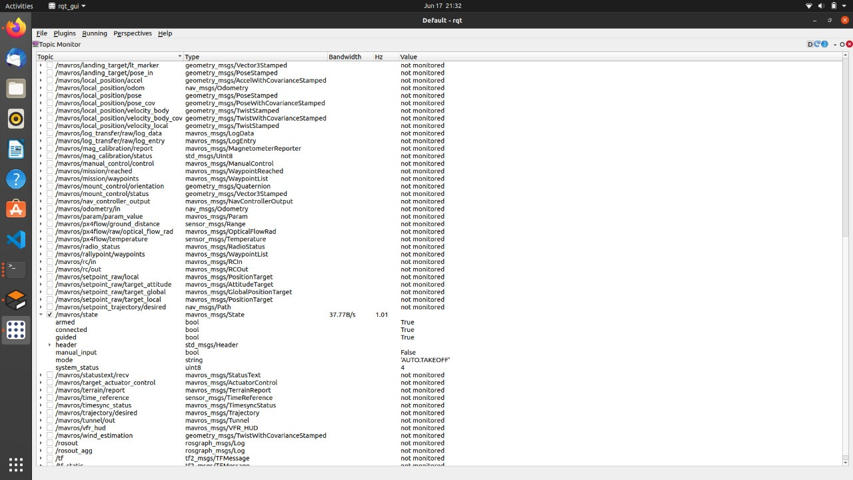 Activities rqt_gui Jun 17 21:32
Default - rqt
File Plugins Running Perspectives Help
Topic Monitor D
Topic Type Bandwidth Hz Value
/mavros/landing_target/lt_marker geometry_msgs/Vector3Stamped not monitored
/mavros/landing_target/pose_in geometry_msgs/PoseStamped not monitored
/mavros/local_position/accel geometry_msgs/AccelWithCovarianceStamped not monitored
/mavros/local_position/odom nav_msgs/Odometry not monitored
/mavros/local_position/pose geometry_msgs/PoseStamped not monitored
/mavros/local_position/pose_cov geometry_msgs/PoseWithCovarianceStamped not monitored
/mavros/local_position/velocity_body geometry_msgs/TwistStamped not monitored
/mavros/local_position/velocity_body_cov geometry_msgs/TwistWithCovarianceStamped not monitored
/mavros/local_position/velocity_local geometry_msgs/TwistStamped not monitored
/mavros/log_transfer/raw/log_data mavros_msgs/LogData not monitored
/mavros/log_transfer/raw/log_entry mavros_msgs/LogEntry not monitored
/mavros/mag_calibration/report mavros_msgs/MagnetometerReporter not monitored
/mavros/mag_calibration/status std_msgs/UInt8 not monitored
/mavros/manual_control/control mavros_msgs/ManualControl not monitored
/mavros/mission/reached mavros_msgs/WaypointReached not monitored
/mavros/mission/waypoints mavros_msgs/WaypointList not monitored
/mavros/mount_control/orientation geometry_msgs/Quaternion not monitored
/mavros/mount_control/status geometry_msgs/Vector3Stamped not monitored
/mavros/nav_controller_output mavros_msgs/NavControllerOutput not monitored
/mavros/odometry/in nav_msgs/Odometry not monitored
/mavros/param/param_value mavros_msgs/Param not monitored
/mavros/px4flow/ground_distance sensor_msgs/Range not monitored
/mavros/px4flow/raw/optical_flow_rad mavros_msgs/OpticalFlowRad not monitored
/mavros/px4flow/temperature sensor_msgs/Temperature not monitored
/mavros/radio_status mavros_msgs/RadioStatus not monitored
/mavros/rallypoint/waypoints mavros_msgs/WaypointList not monitored
/mavros/rc/in mavros_msgs/RCIn not monitored
/mavros/rc/out mavros_msgs/RCOut not monitored
/mavros/setpoint_raw/local mavros_msgs/PositionTarget not monitored
/mavros/setpoint_raw/target_attitude mavros_msgs/AttitudeTarget not monitored
/mavros/setpoint_raw/target_global mavros_msgs/GlobalPositionTarget not monitored
/mavros/setpoint_raw/target_local mavros_msgs/PositionTarget not monitored
/mavros/setpoint_trajectory/desired nav_msgs/Path not monitored
/mavros/state mavros_msgs/State 37.77B/s 1.01
armed bool True
connected bool True
guided bool True
header std_msgs/Header
manual_input bool False
mode string 'AUTO.TAKEOFF'
system_status uint8 4
/mavros/statustext/recv mavros_msgs/StatusText not monitored
/mavros/target_actuator_control mavros_msgs/ActuatorControl not monitored
/mavros/terrain/report mavros_msgs/TerrainReport not monitored
/mavros/time_reference sensor_msgs/TimeReference not monitored
/mavros/timesync_status mavros_msgs/TimesyncStatus not monitored
/mavros/trajectory/desired mavros_msgs/Trajectory not monitored
/mavros/tunnel/out mavros_msgs/Tunnel not monitored
/mavros/vfr_hud mavros_msgs/VFR_HUD not monitored
/mavros/wind_estimation geometry_msgs/TwistWithCovarianceStamped not monitored
/rosout rosgraph_msgs/Log not monitored
/rosout_agg rosgraph_msgs/Log not monitored
/tf tf2_msgs/TFMessage not monitored
/tf_static tf2_msgs/TFMessage not monitored